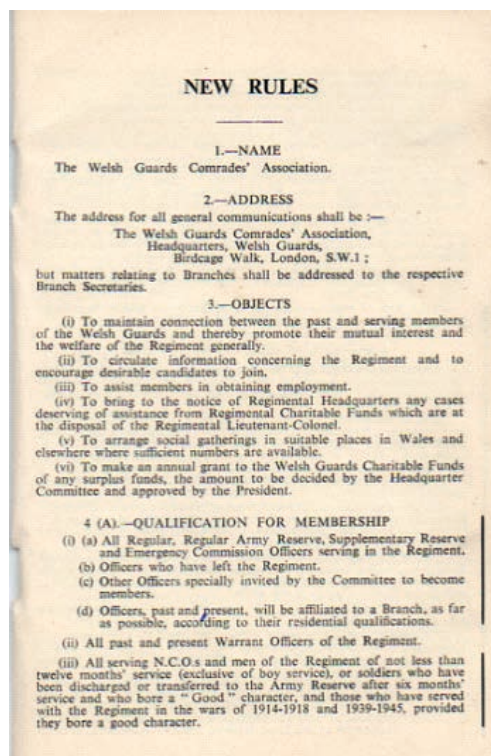 NEW RULES
1.—NAME
The Welsh Guards Comrades' Association.
2.—ADDRESS
The address for all general communications shall be :—
The Welsh Guards Comrades' Association,
Headquarters, Welsh Guards,
Birdcage Walk, London, S.W.1 ;
but matters relating to Branches shall be addressed to the respective
Branch Secretaries.
3.—OBJECTS
(i) To maintain connection between the past and serving members
of the Welsh Guards and thereby promote their mutual interest and
the welfare of the Regiment generally.
(ii) To circulate information concerning the Regiment and to
encourage desirable candidates to join.
(iii) To assist members in obtaining employment.
(iv) To bring to the notice of Regimental Headquarters any cases
deserving of assistance from Regimental Charitable Funds which are at
the disposal of the Regimental Lieutenant-Colonel.
(v) To arrange social gatherings in suitable places in Wales and
elsewhere where sufficient numbers are available.
(vi) To make an annual grant to the Welsh Guards Charitable Funds
of any surplus funds, the amount to be decided by the Headquarter
Committee and approved by the President.
4 (A).—QUALIFICATION FOR MEMBERSHIP
(i) (a) All Regular, Regular Army Reserve, Supplementary Reserve
and Emergency Commission Officers serving in the Regiment.
(b) Officers who have left the Regiment.
(c) Other Officers specially invited by the Committee to become
members.
(d) Officers, past and present, will be affiliated to a Branch, as far
as possible, according to their residential qualifications.
(ii) All past and present Warrant Officers of the Regiment.
(iii) All serving N.C.O.s and men of the Regiment of not less than
twelve months' service (exclusive of boy service), or soldiers who have
been discharged or transferred to the Army Reserve after six months'
service and who bore a " Good " character, and those who have served
with the Regiment in the wars of 1914-1918 and 1939-1945, provided
they bore a good character.